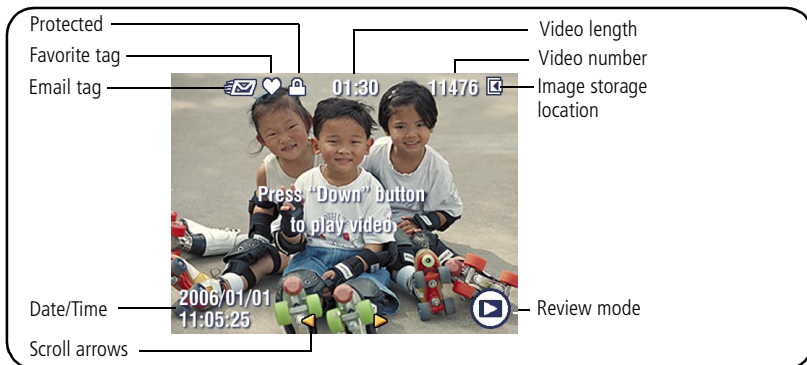 Protected
Favorite tag
Email tag
Video length
Video number
Image storage
location
01:30
11476
Press “Down” button
to play video
2006/01/01
11:05:25
Date/Time
Scroll arrows
Review mode